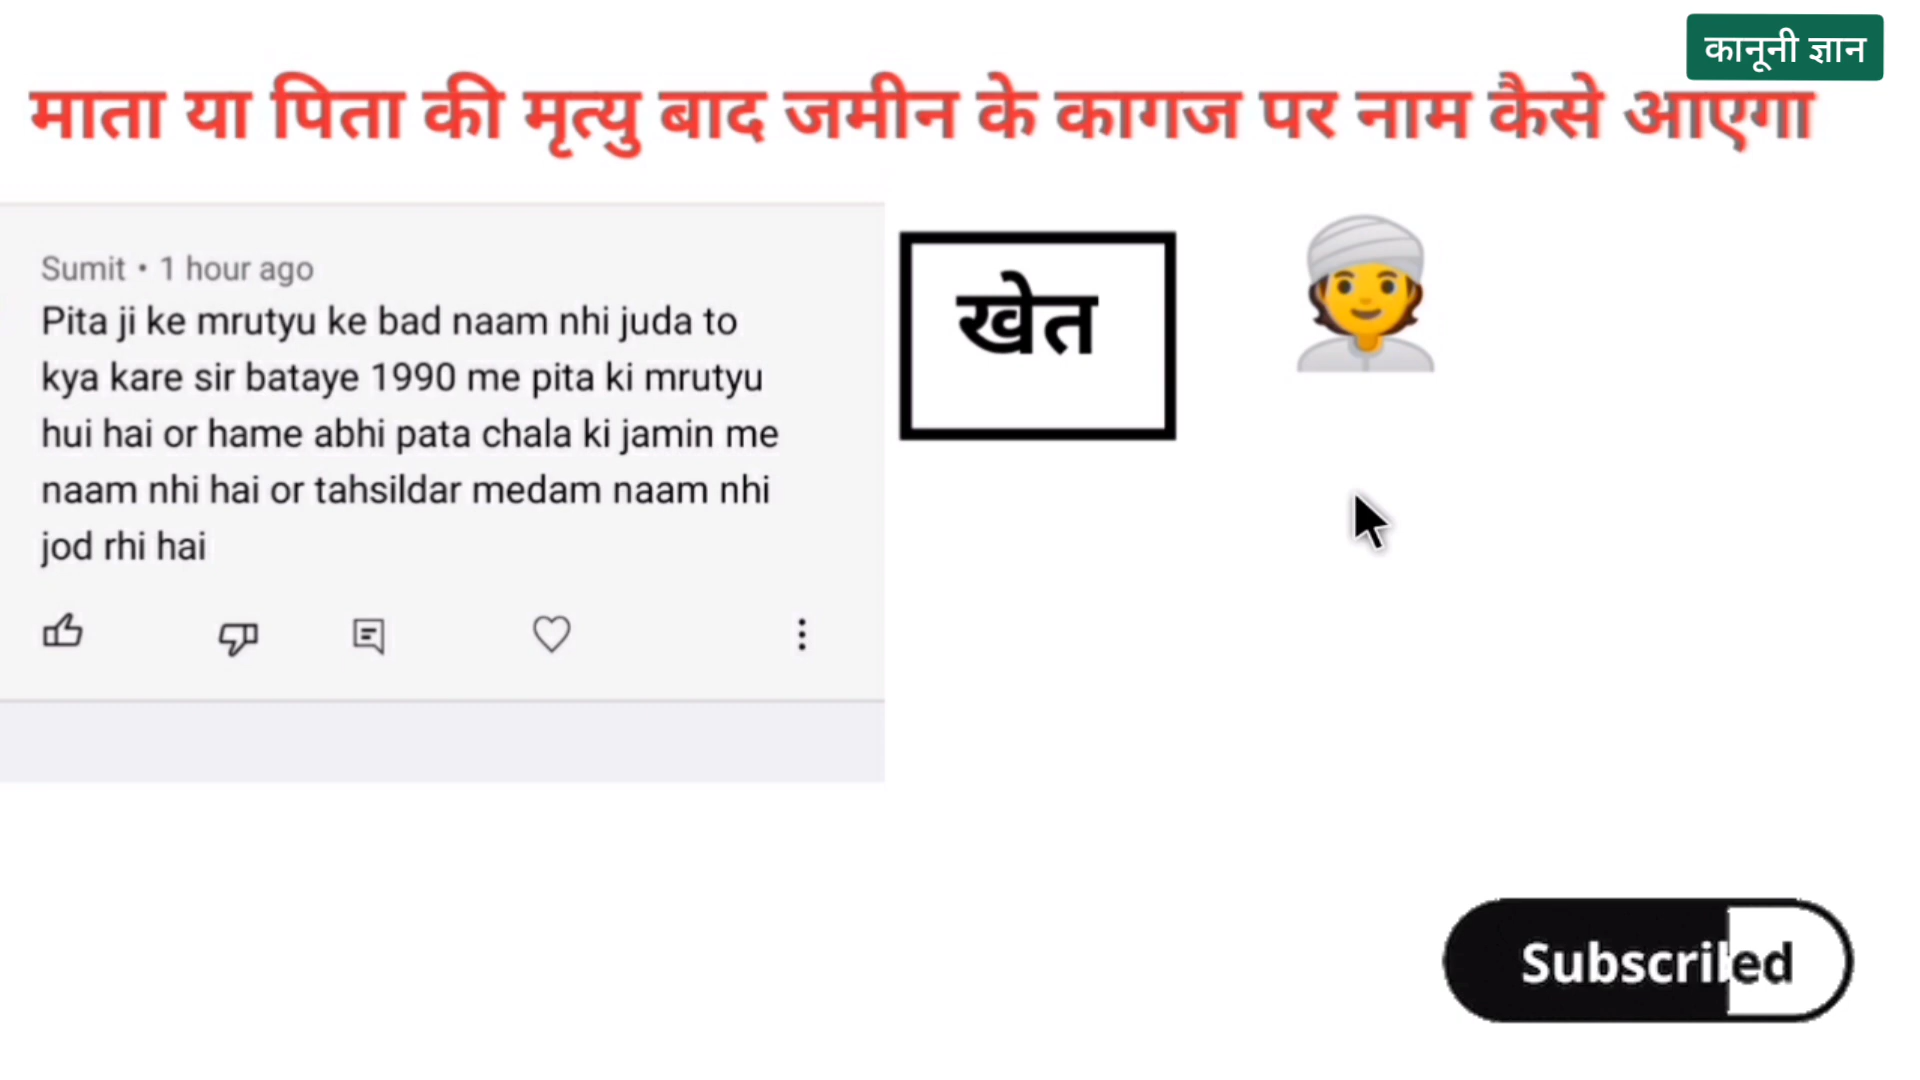 कानूनी ज्ञान
माता या पिता की मृत्यु बाद जमीन के कागज पर नाम कैसे आएगा
Sumit • 1 hour ago
Pita ji ke mrutyu ke bad naam nhi juda to
kya kare sir bataye 1990 me pita ki mrutyu
hui hai or hame abhi pata chala ki jamin me
naam nhi hai or tahsildar medam naam nhi
jod rhi hai
खेत